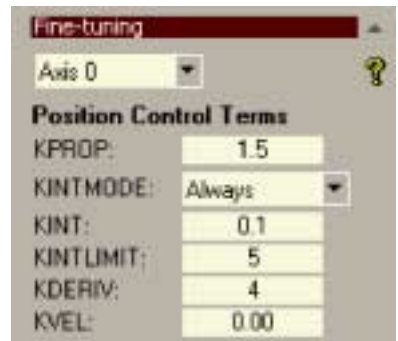 Fine-tuning
Axis 0
Position Control Terms
KPROP: 1.5
KINTMODE: Always
KINT: 0.1
KINTLIMIT: 5
KDERIV: 4
KVEL: 0.00